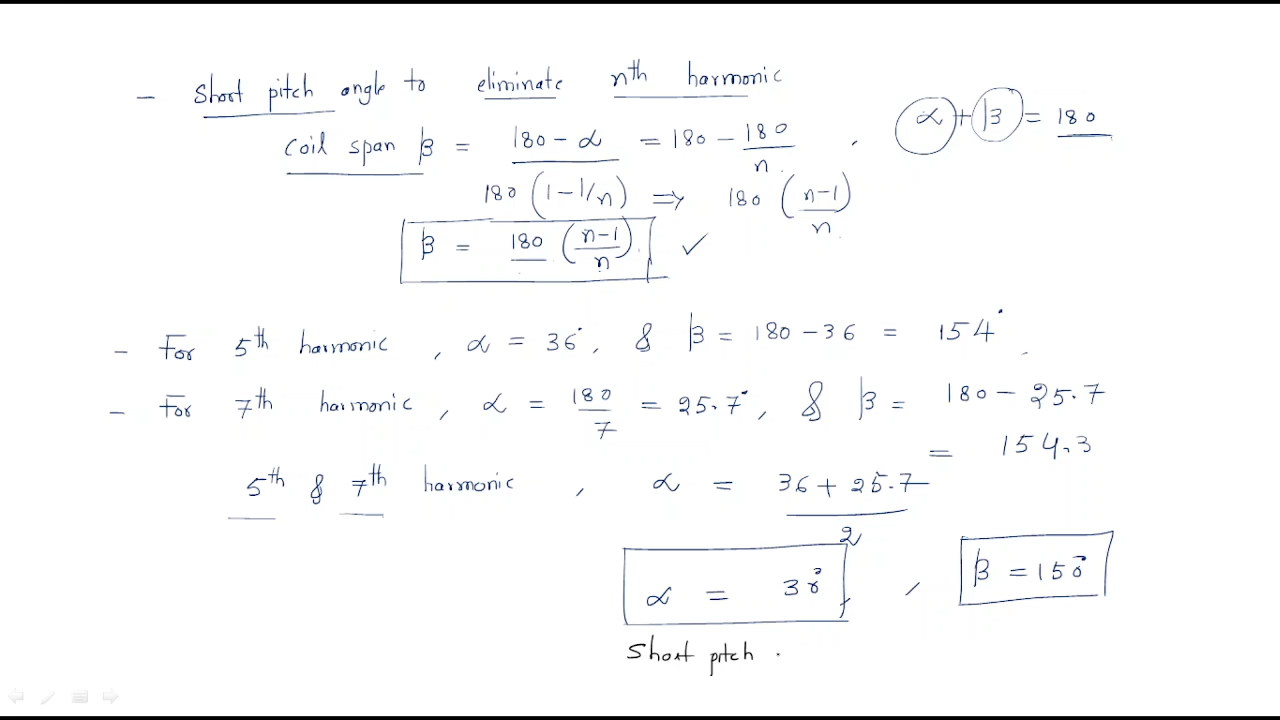 - Short pitch angle to eliminate nth harmonic
coil span β = 180 - α = 180 - 180/n , α + β = 180
180 (1 - 1/n) ⇒ 180 (n-1/n)
β = 180 (n-1/n) ✓
- For 5th harmonic , α = 36°, & β = 180 - 36 = 154°,
- For 7th harmonic , α = 180/7 = 25.7°, & β = 180 - 25.7
= 154.3
5th & 7th harmonic , α = 36 + 25.7/2
α = 30° , β = 150°
Short pitch .